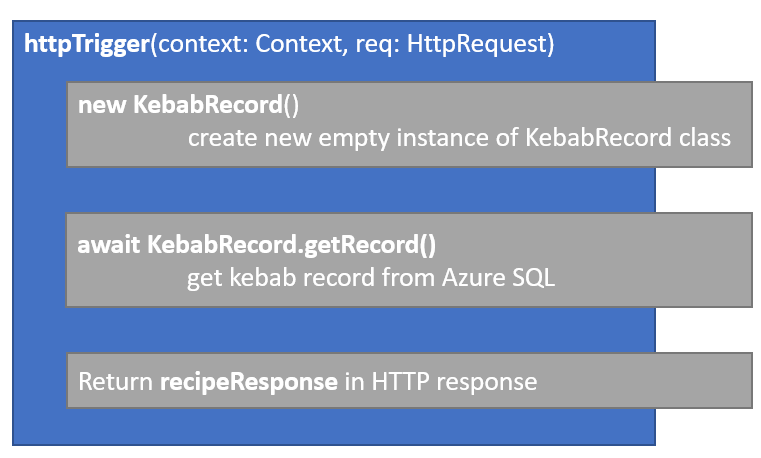 httpTrigger(context: Context, req: HttpRequest)
new KebabRecord()
create new empty instance of KebabRecord class
await KebabRecord.getRecord()
get kebab record from Azure SQL
Return recipeResponse in HTTP response